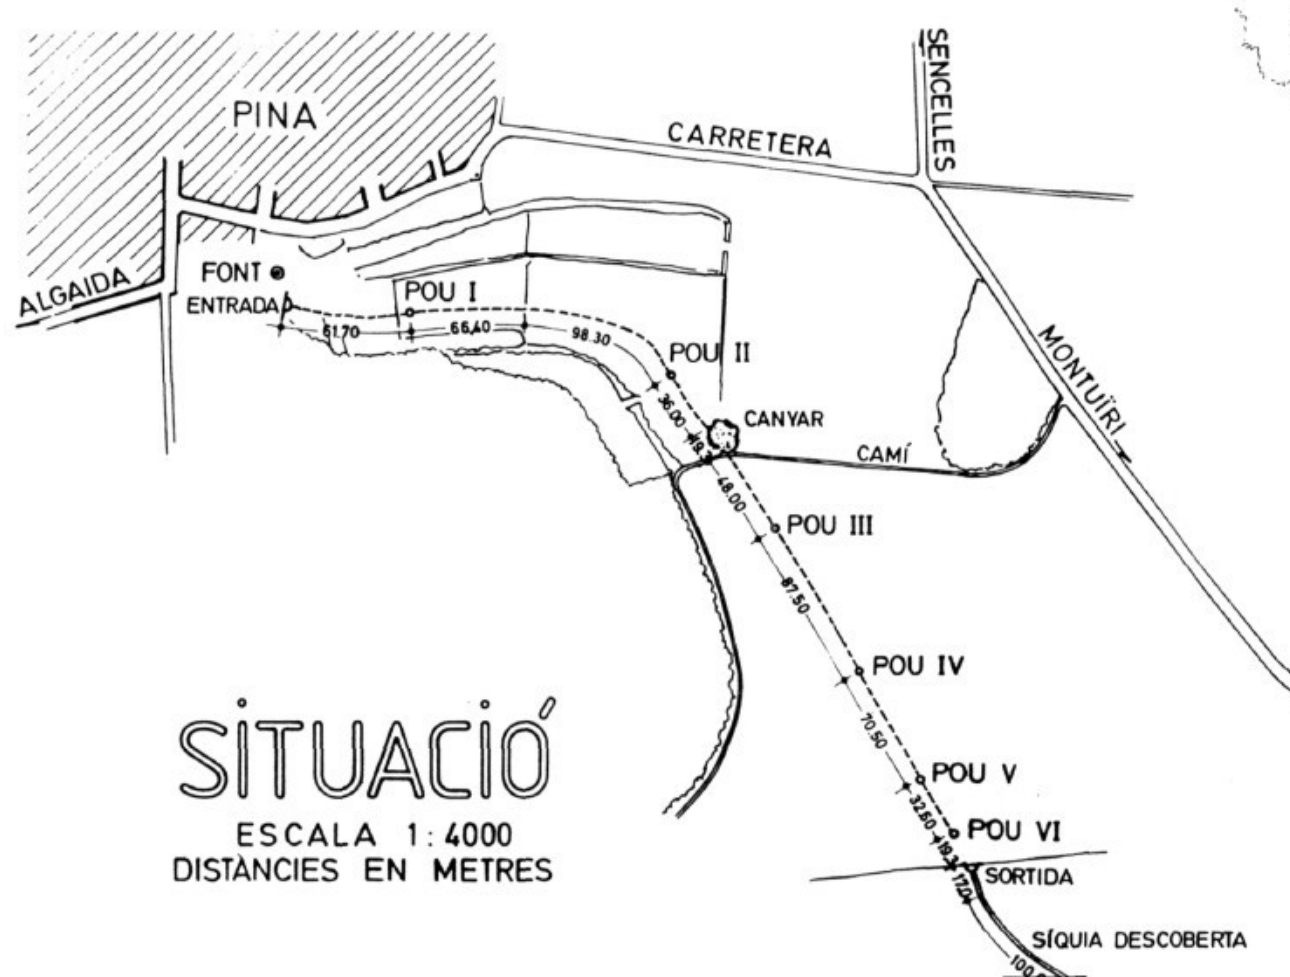 PINA
SENCELLES
CARRETERA
ALGAIDA
FONT
ENTRADA
POU I
61.70
66.40
98.30
POU II
MONTUÏRI
36.00
CANYAR
CAMÍ
48.00
POU III
87.50
POU IV
70.50
POU V
32.60
POU VI
SORTIDA
SITUACIÓ
ESCALA 1:4000
DISTÀNCIES EN METRES
SÍQUIA DESCOBERTA